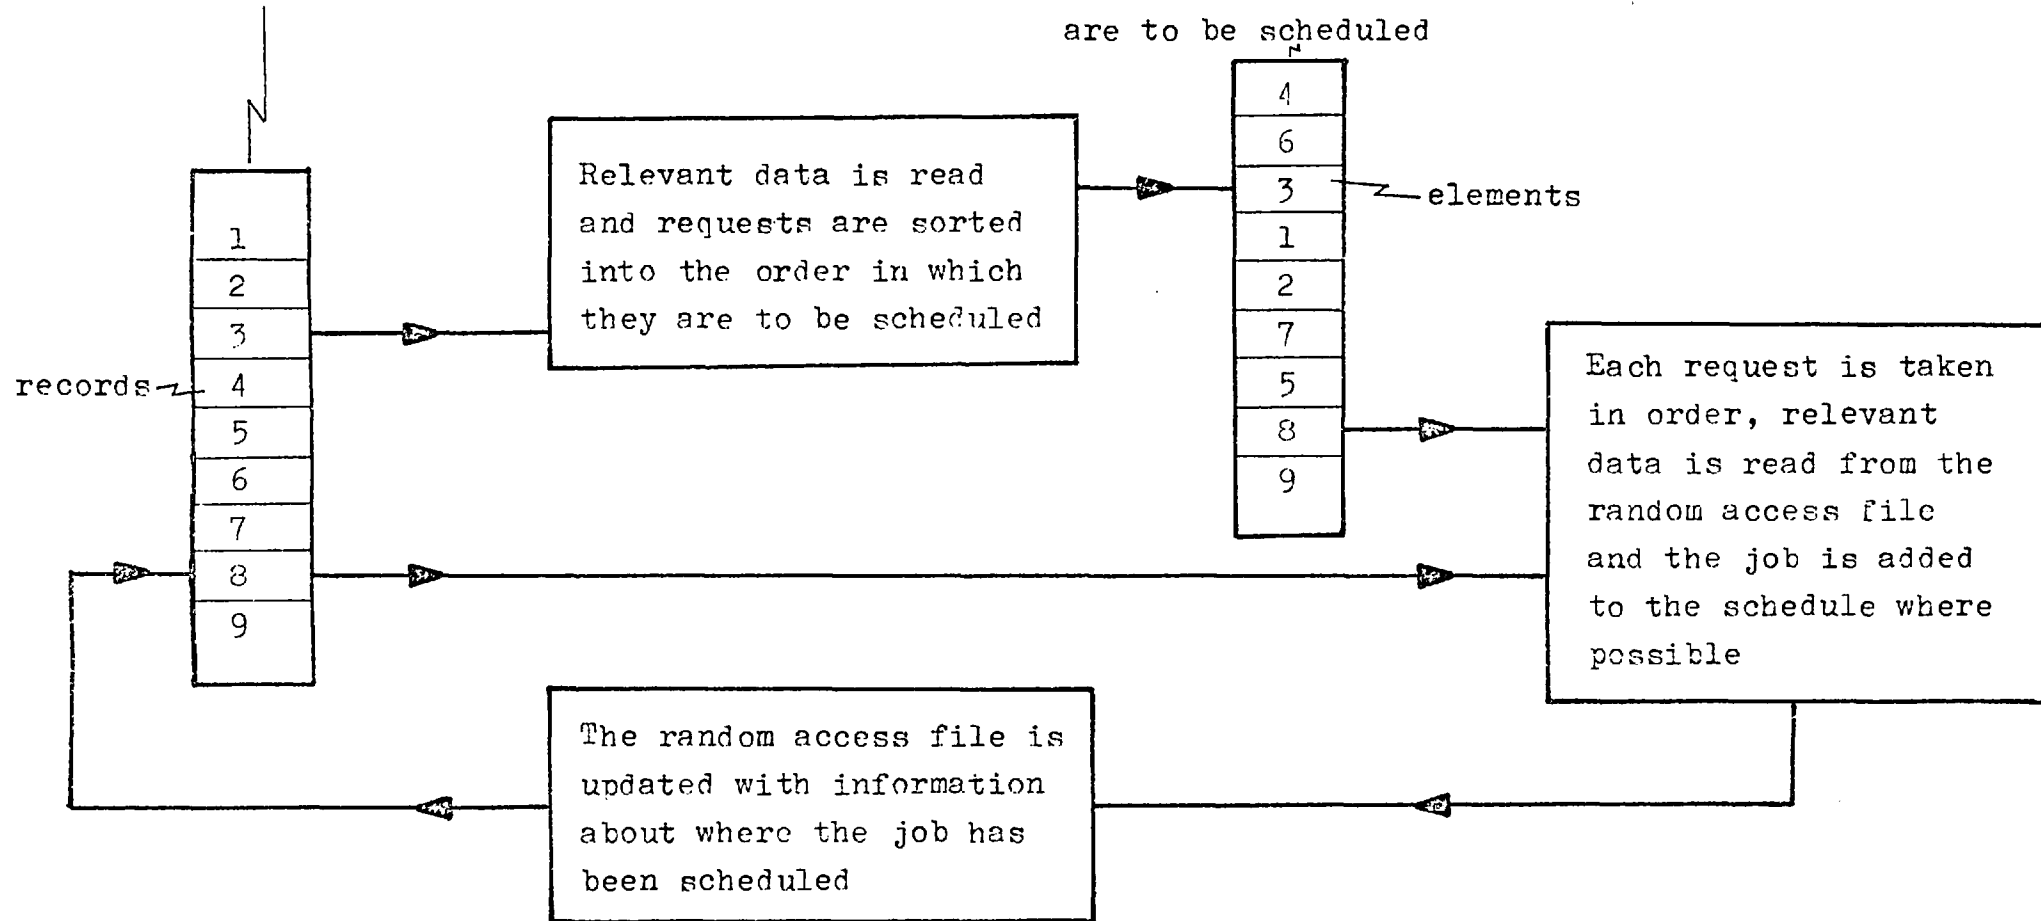 are to be scheduled
4
6
3
1
2
7
5
8
9
elements
Relevant data is read
and requests are sorted
into the order in which
they are to be scheduled
1
2
3
4
5
6
7
8
9
records
Each request is taken
in order, relevant
data is read from the
random access file
and the job is added
to the schedule where
possible
The random access file is
updated with information
about where the job has
been scheduled